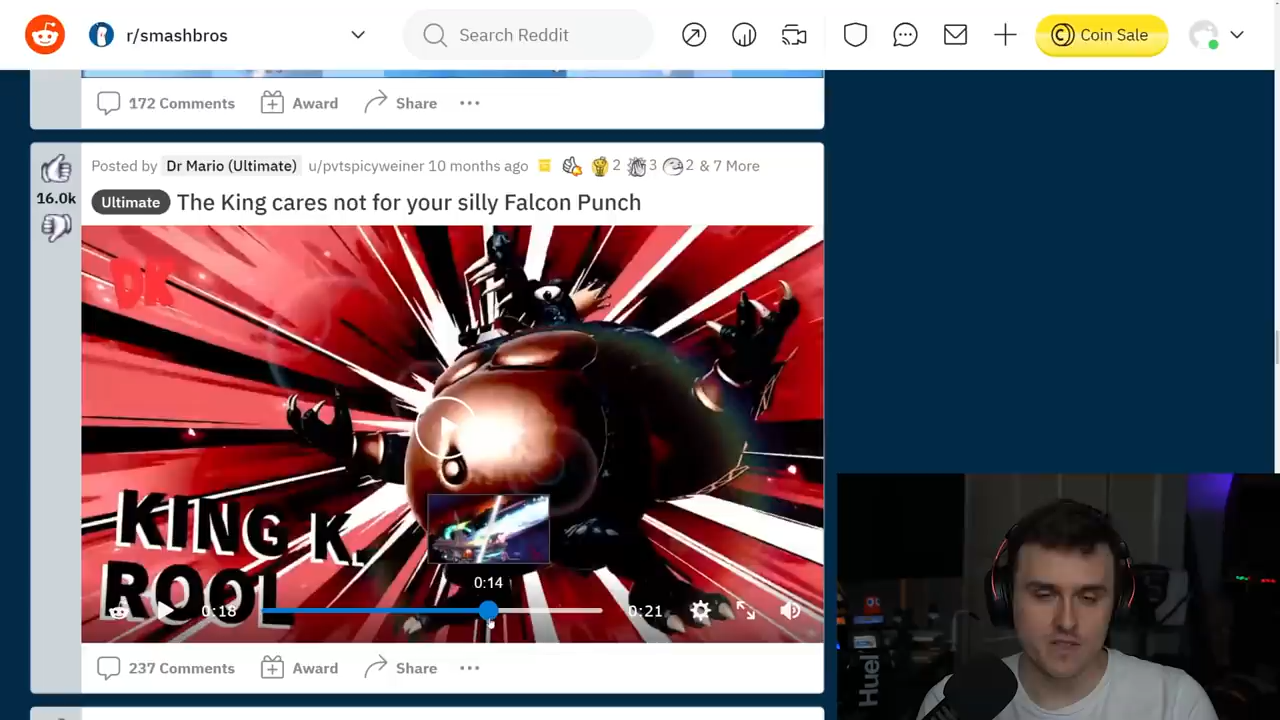 r/smashbros
Search Reddit
Coin Sale
172 Comments
Award
Share
Posted by Dr Mario (Ultimate) u/pvtspicyweiner 10 months ago 2 3 2 & 7 More
16.0k
Ultimate The King cares not for your silly Falcon Punch
DK
KING K.
ROOL
0:14
0:18
0:21
237 Comments
Award
Share
Huel